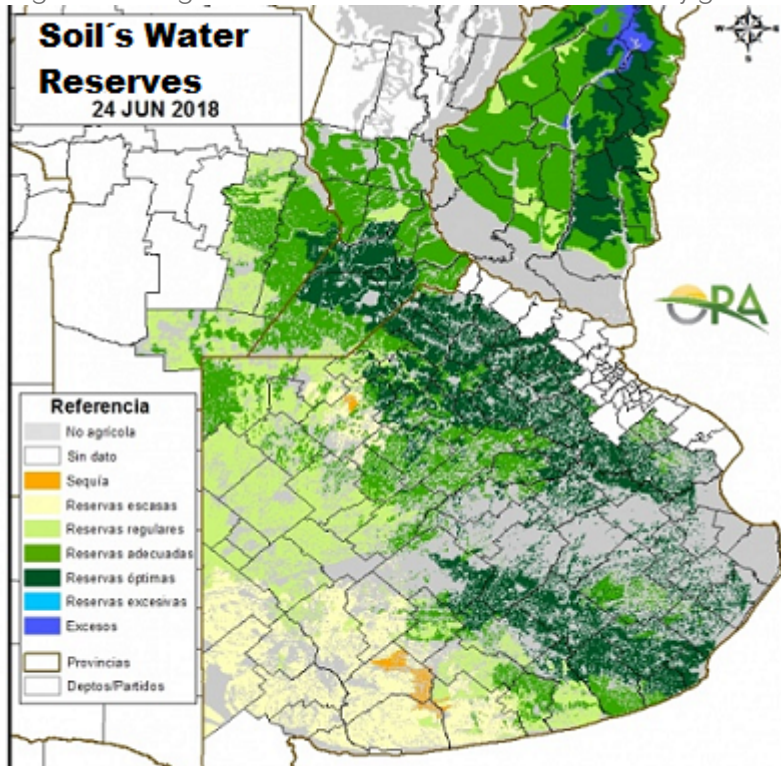 Soil´s Water
Reserves
24 JUN 2018
ORA
Referencia
No agrícola
Sin dato
Sequía
Reservas escasas
Reservas regulares
Reservas adecuadas
Reservas óptimas
Reservas excesivas
Excesos
Provincias
Deptos/Partidos